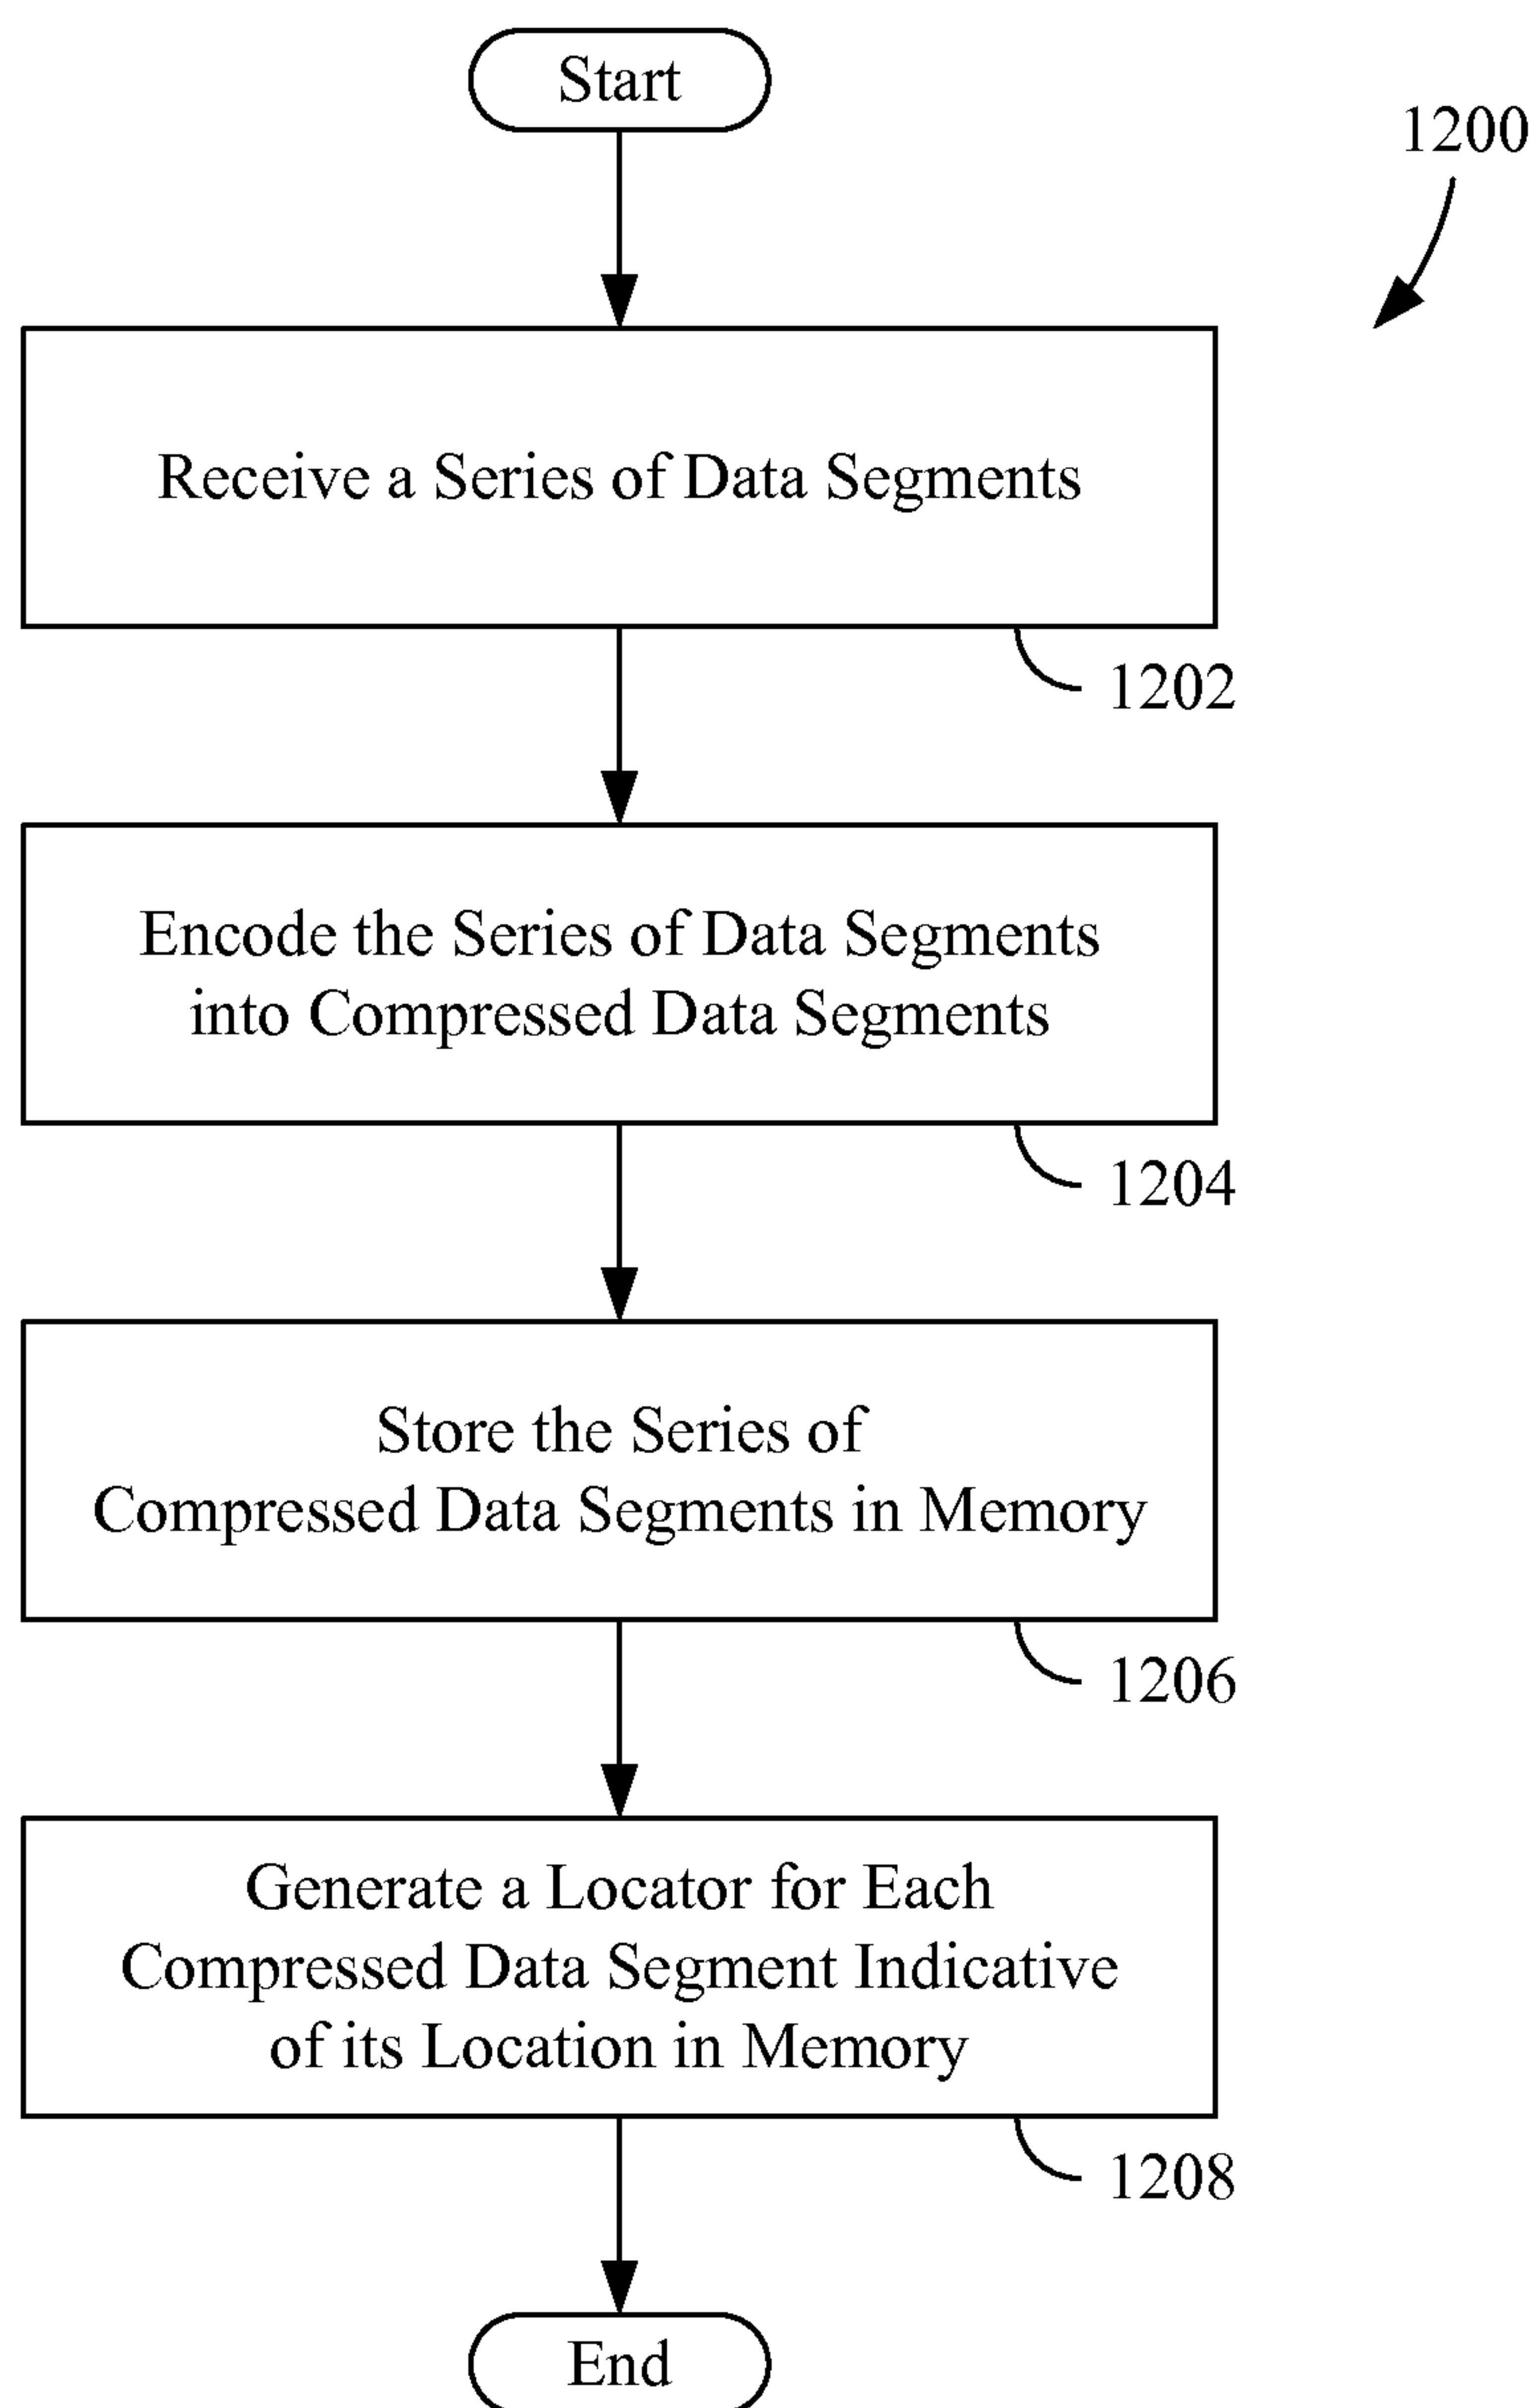 Start
1200
Receive a Series of Data Segments
1202
Encode the Series of Data Segments
into Compressed Data Segments
1204
Store the Series of
Compressed Data Segments in Memory
1206
Generate a Locator for Each
Compressed Data Segment Indicative
of its Location in Memory
1208
End